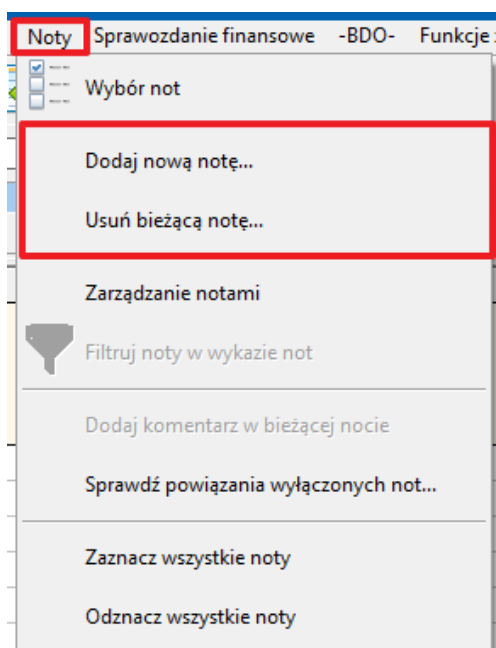 Noty Sprawozdanie finansowe -BDO- Funkcje
Wybór not
Dodaj nową notę...
Usuń bieżącą notę...
Zarządzanie notami
Filtruj noty w wykazie not
Dodaj komentarz w bieżącej nocie
Sprawdź powiązania wyłączonych not...
Zaznacz wszystkie noty
Odznacz wszystkie noty